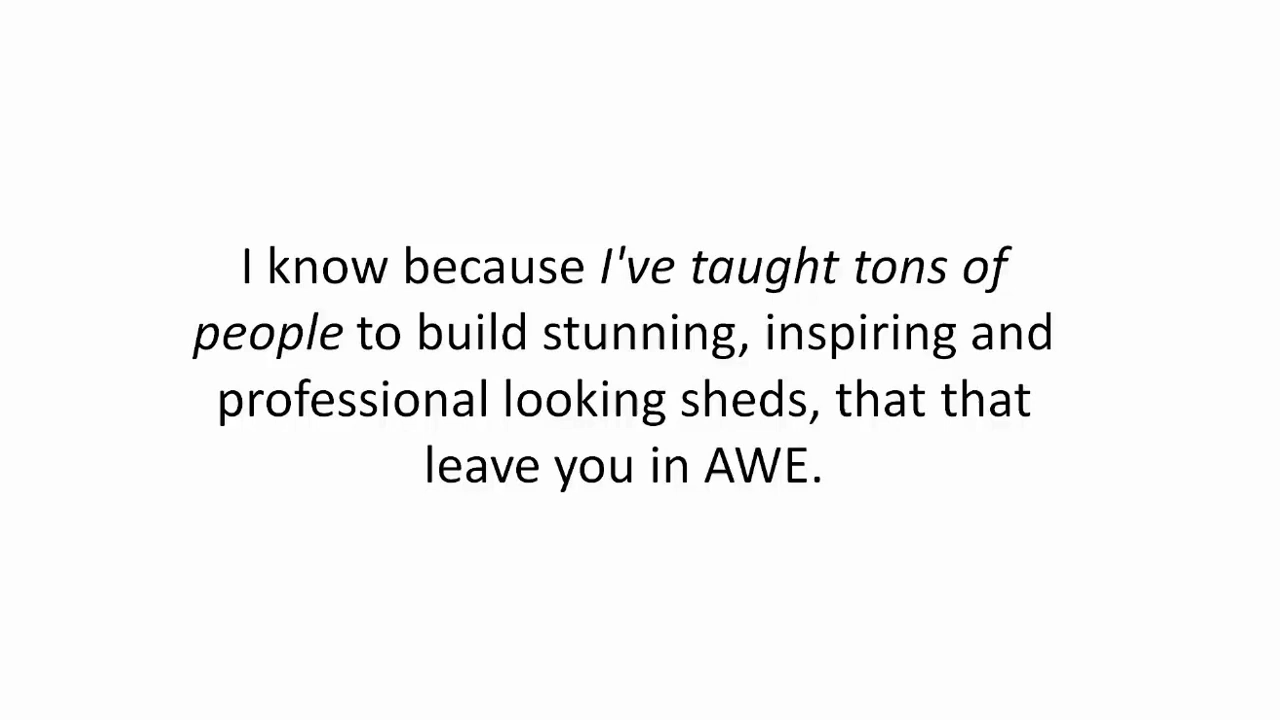 I know because I've taught tons of
people to build stunning, inspiring and
professional looking sheds, that that
leave you in AWE.